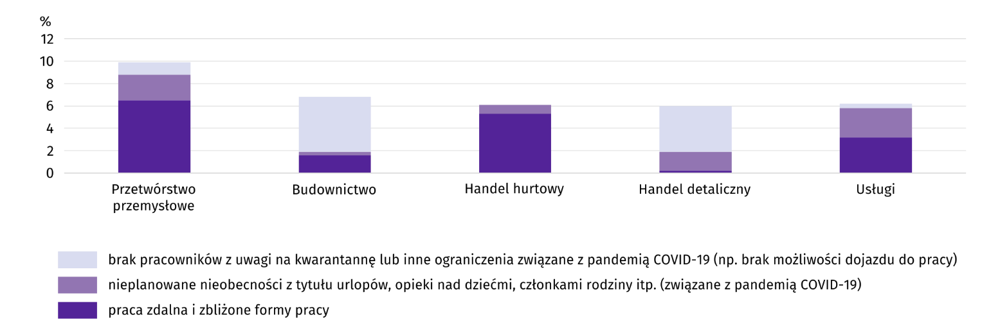 %
12
10
8
6
4
2
0
Przetwórstwo
przemysłowe
Budownictwo
Handel hurtowy
Handel detaliczny
Usługi
brak pracowników z uwagi na kwarantannę lub inne ograniczenia związane z pandemią COVID-19 (np. brak możliwości dojazdu do pracy)
nieplanowane nieobecności z tytułu urlopów, opieki nad dziećmi, członkami rodziny itp. (związane z pandemią COVID-19)
praca zdalna i zbliżone formy pracy